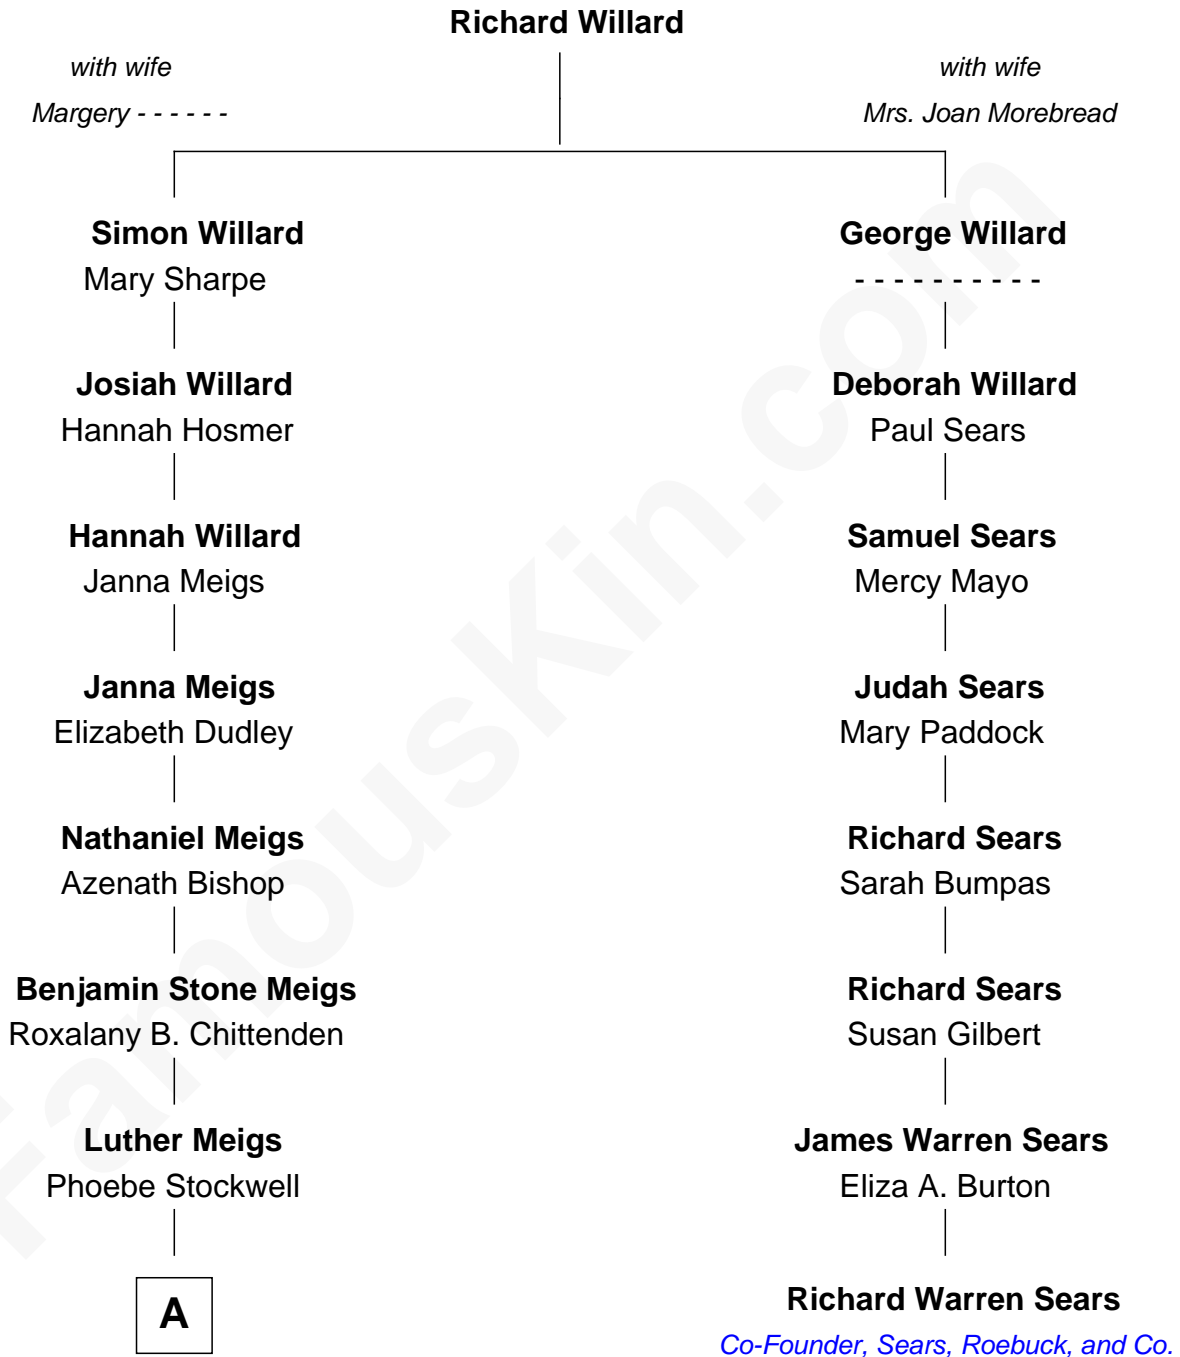 Richard Willard
with wife
Margery - - - - - -
with wife
Mrs. Joan Morebread
Simon Willard
Mary Sharpe
Josiah Willard
Hannah Hosmer
Hannah Willard
Janna Meigs
Janna Meigs
Elizabeth Dudley
Nathaniel Meigs
Azenath Bishop
Benjamin Stone Meigs
Roxalany B. Chittenden
Luther Meigs
Phoebe Stockwell
A
George Willard
- - - - - - - - - -
Deborah Willard
Paul Sears
Samuel Sears
Mercy Mayo
Judah Sears
Mary Paddock
Richard Sears
Sarah Bumpas
Richard Sears
Susan Gilbert
James Warren Sears
Eliza A. Burton
Richard Warren Sears
Co-Founder, Sears, Roebuck, and Co.
FamousKin.com